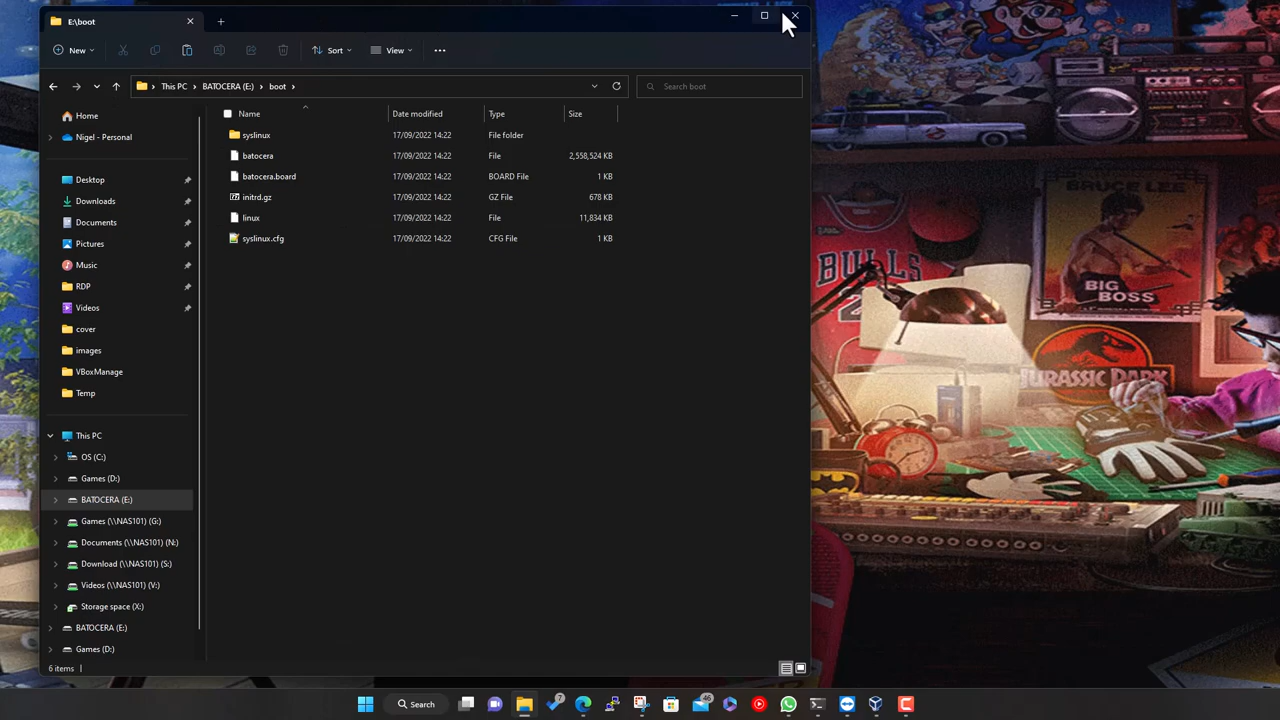 E:\boot
New
Sort
View
This PC
BATOCERA (E:)
boot
Search boot
Name
Date modified
Type
Size
syslinux
17/09/2022 14:22
File folder
batocera
17/09/2022 14:22
File
2,558,524 KB
batocera.board
17/09/2022 14:22
BOARD File
1 KB
initrd.gz
17/09/2022 14:22
GZ File
678 KB
linux
17/09/2022 14:22
File
11,834 KB
syslinux.cfg
17/09/2022 14:22
CFG File
1 KB
Home
Nigel - Personal
Desktop
Downloads
Documents
Pictures
Music
RDP
Videos
cover
images
VBoxManage
Temp
This PC
OS (C:)
Games (D:)
BATOCERA (E:)
Games (\\NAS101) (G:)
Documents (\\NAS101) (N:)
Download (\\NAS101) (S:)
Videos (\\NAS101) (V:)
Storage space (X:)
BATOCERA (E:)
Games (D:)
6 items
BRUCE LEE
BULLS
BIG
BOSS
JURASSIC PARK
Search
7
46